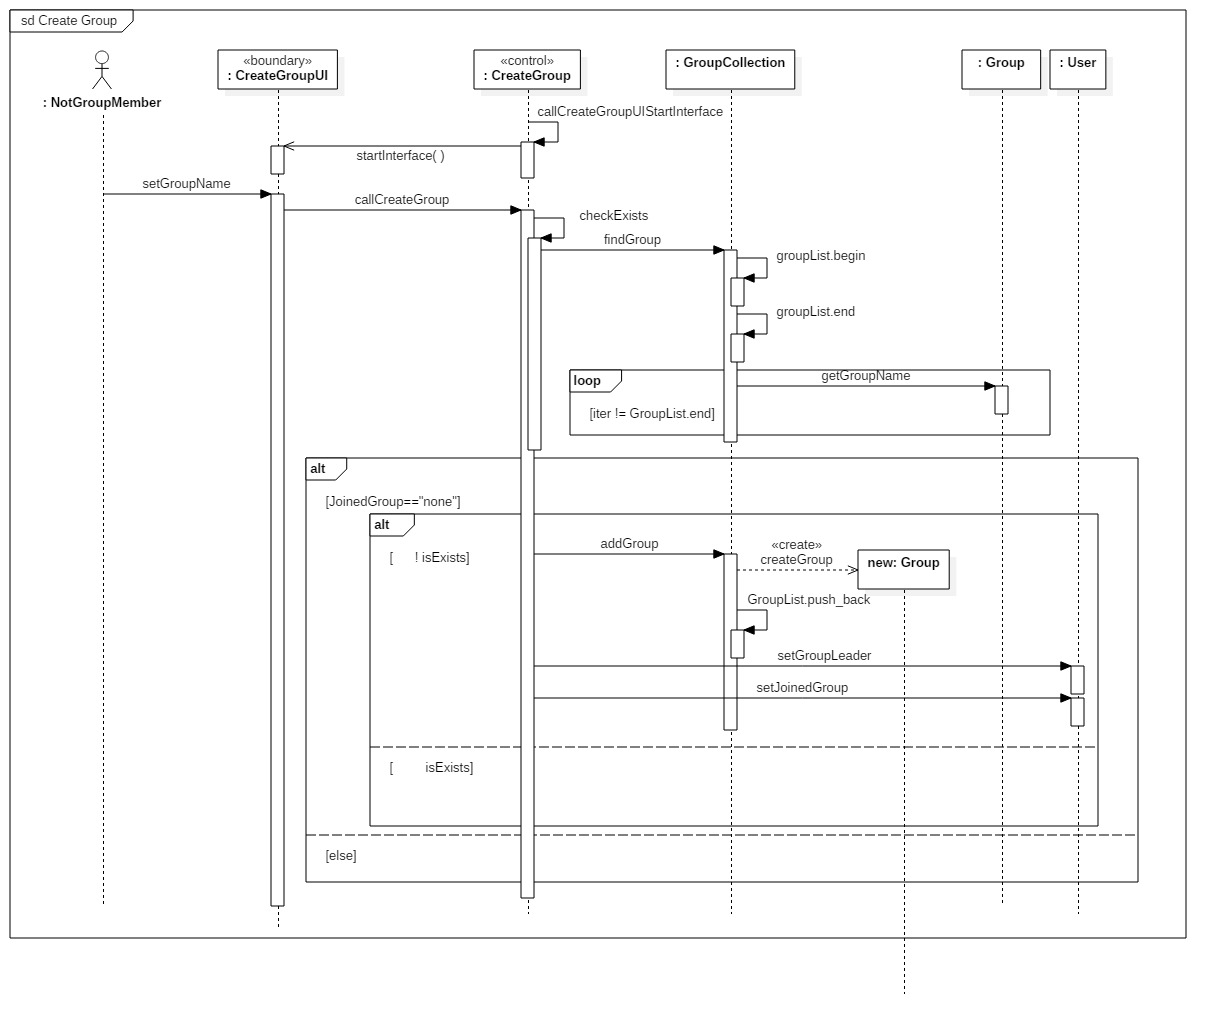 sd Create Group
«boundary»
: CreateGroupUI
«control»
: CreateGroup
: GroupCollection
: Group
: User
: NotGroupMember
callCreateGroupUIStartInterface
startInterface( )
setGroupName
callCreateGroup
checkExists
findGroup
groupList.begin
groupList.end
loop
getGroupName
[iter != GroupList.end]
alt
[JoinedGroup=="none"]
alt
[ ! isExists]
addGroup
«create»
createGroup
new: Group
GroupList.push_back
setGroupLeader
setJoinedGroup
[ isExists]
[else]